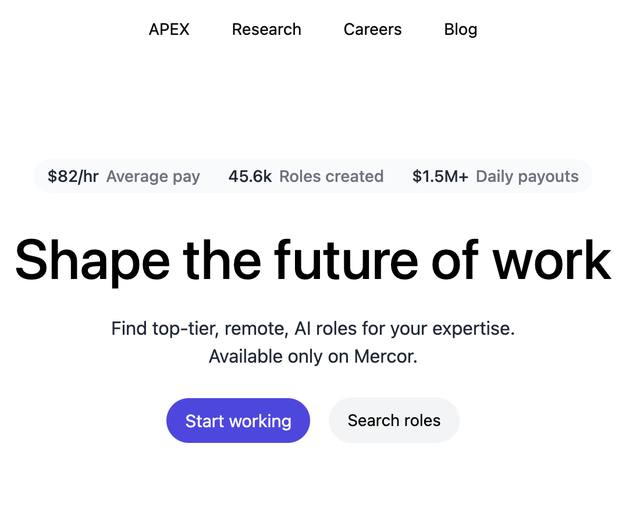 APEX Research Careers Blog
$82/hr Average pay 45.6k Roles created $1.5M+ Daily payouts
Shape the future of work
Find top-tier, remote, AI roles for your expertise.
Available only on Mercor.
Start working Search roles